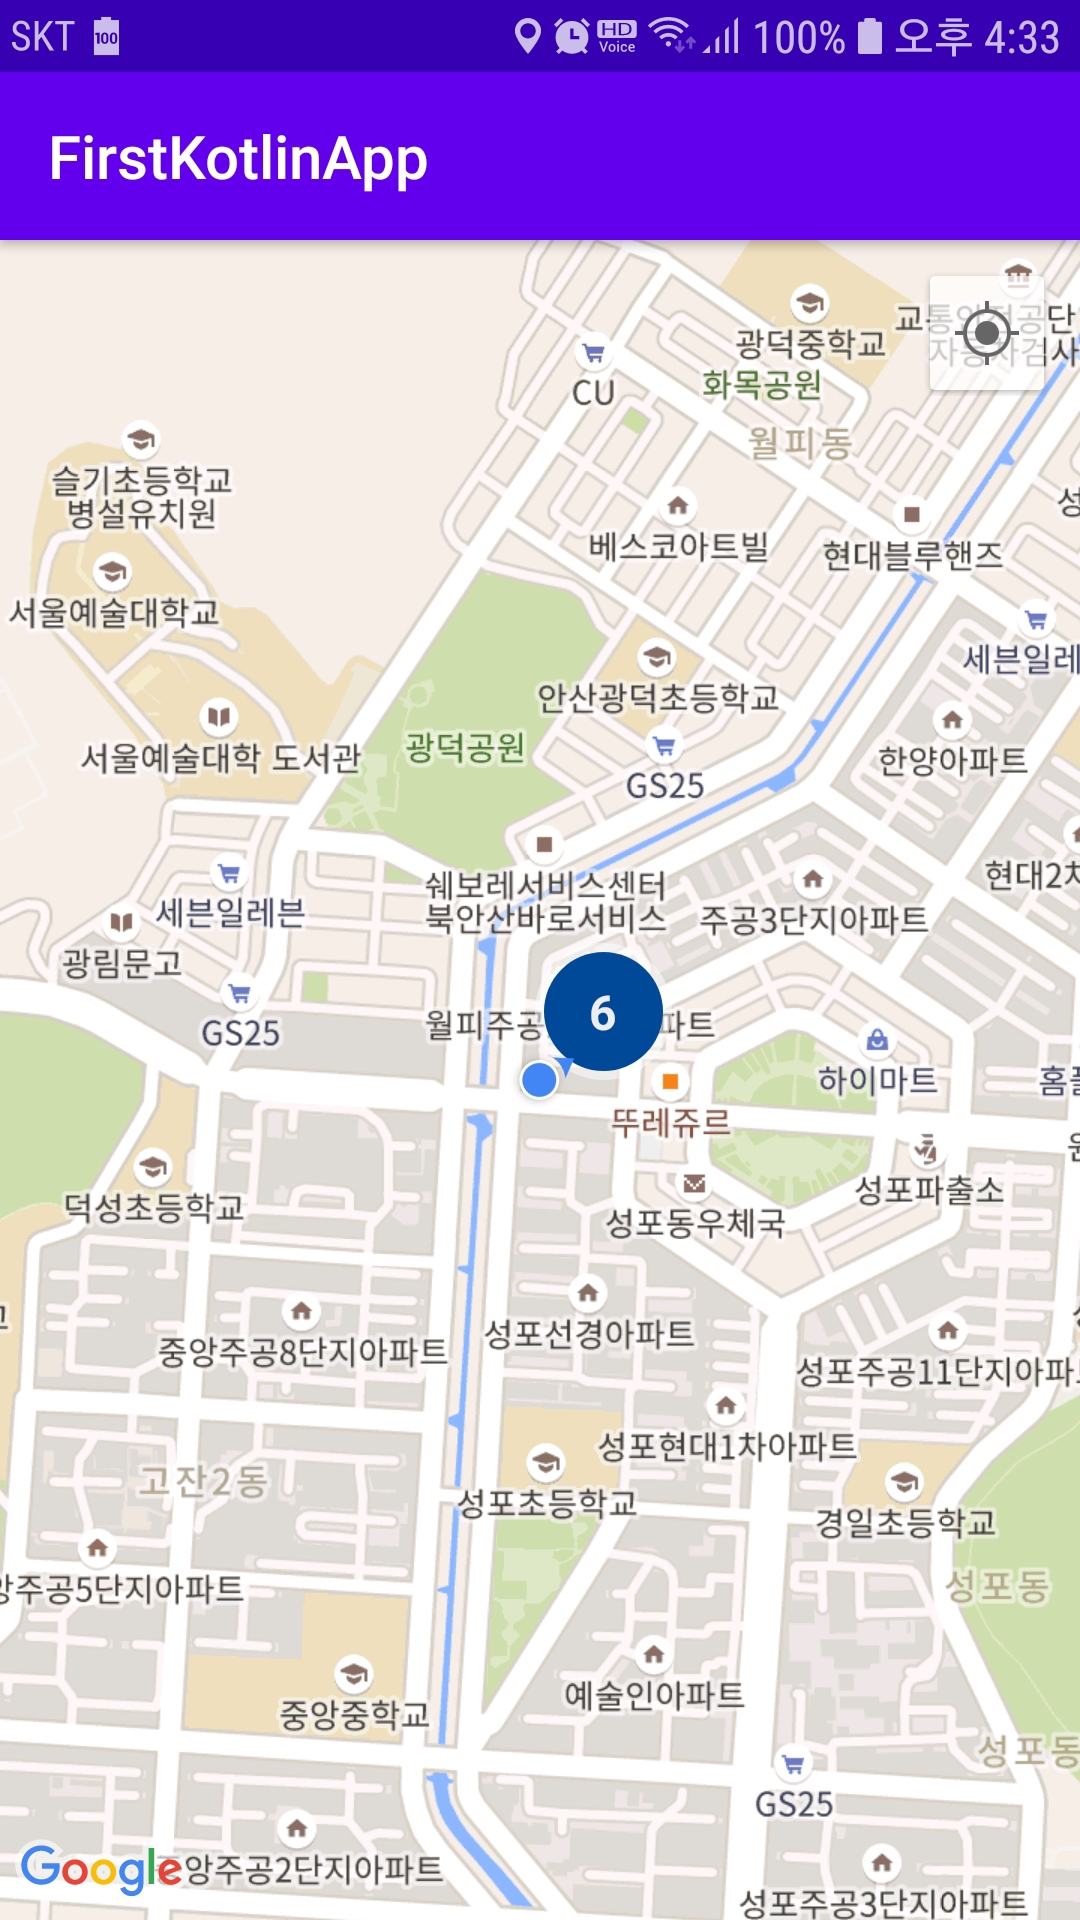 SKT 100 HD Voice 100% 오후 4:33
FirstKotlinApp
광덕중학교
화목공원
CU
월피동
슬기초등학교
병설유치원
베스코아트빌
현대블루핸즈
서울예술대학교
세븐일레
안산광덕초등학교
서울예술대학 도서관
광덕공원
한양아파트
GS25
현대2차
쉐보레서비스센터
북안산바로서비스
세븐일레븐
주공3단지아파트
광림문고
GS25
6
월피주공
파트
하이마트
홈플
뚜레쥬르
덕성초등학교
성포파출소
성포동우체국
중앙주공8단지아파트
성포선경아파트
성포주공11단지아파
성포현대1차아파트
고잔2동
성포초등학교
경일초등학교
앙주공5단지아파트
성포동
예술인아파트
중앙중학교
성포동
GS25
Google
앙주공2단지아파트
성포주공3단지아파트